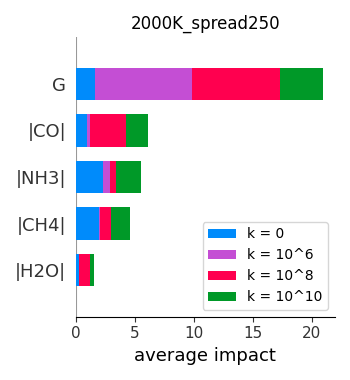 2000K_spread250
G
|CO|
|NH3|
|CH4|
|H2O|
k = 0
k = 10^6
k = 10^8
k = 10^10
0 5 10 15 20
average impact